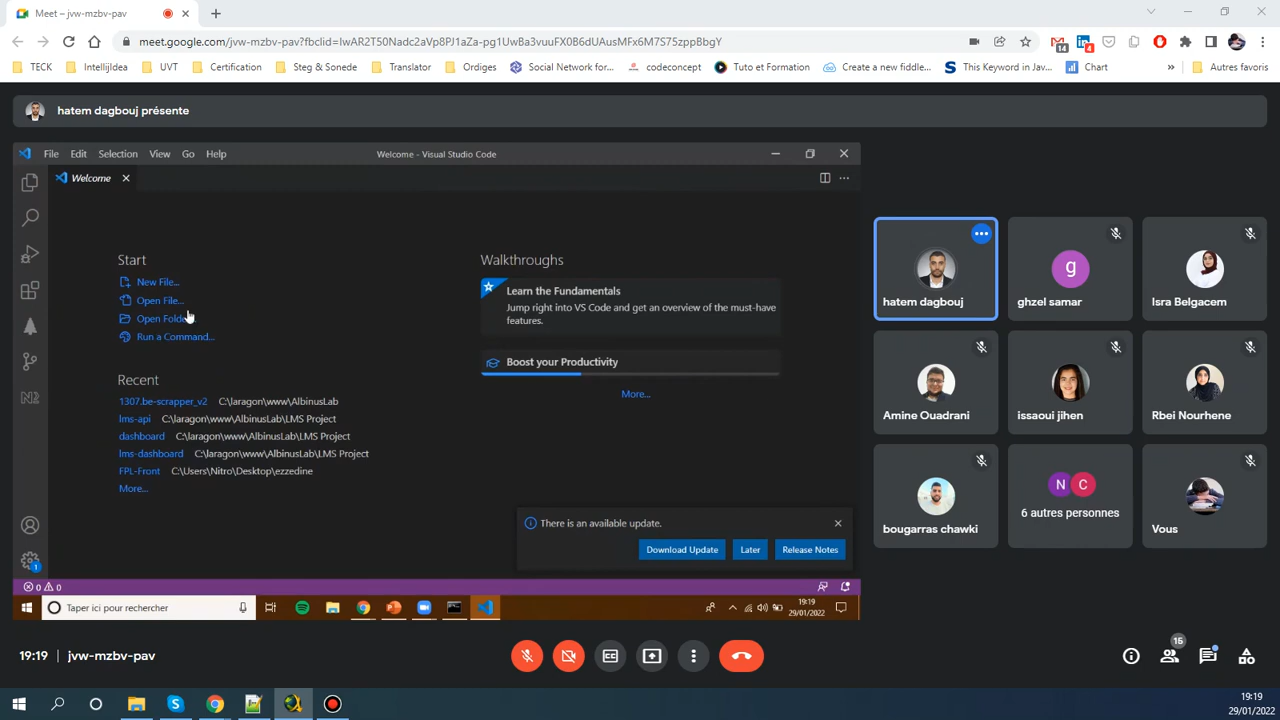 Meet – jvw-mzbv-pav
meet.google.com/jvw-mzbv-pav?fbclid=IwAR2T50Nadc2aVp8PJ1aZa-pg1UwBa3vuuFX0B6dUAusMFx6M7S75zppBbgY
14
4
TECK
IntellijIdea
UVT
Certification
Steg & Sonede
Translator
Ordiges
Social Network for...
codeconcept
Tuto et Formation
Create a new fiddle...
This Keyword in Jav...
Chart
»
Autres favoris
hatem dagbouj présente
File Edit Selection View Go Help
Welcome - Visual Studio Code
Welcome
Start
New File...
Open File...
Open Fold
Run a Command...
Recent
1307.be-scrapper_v2 C:\laragon\www\AlbinusLab
lms-api C:\laragon\www\AlbinusLab\LMS Project
dashboard C:\laragon\www\AlbinusLab\LMS Project
lms-dashboard C:\laragon\www\AlbinusLab\LMS Project
FPL-Front C:\Users\Nitro\Desktop\ezzedine
More...
Walkthroughs
Learn the Fundamentals
Jump right into VS Code and get an overview of the must-have
features.
Boost your Productivity
More...
There is an available update.
Download Update
Later
Release Notes
1
0 0
Taper ici pour rechercher
19:19
29/01/2022
hatem dagbouj
g
ghzel samar
Isra Belgacem
Amine Ouadrani
issaoui jihen
Rbei Nourhene
bougarras chawki
N C
6 autres personnes
Vous
19:19 | jvw-mzbv-pav
15
19:19
29/01/2022